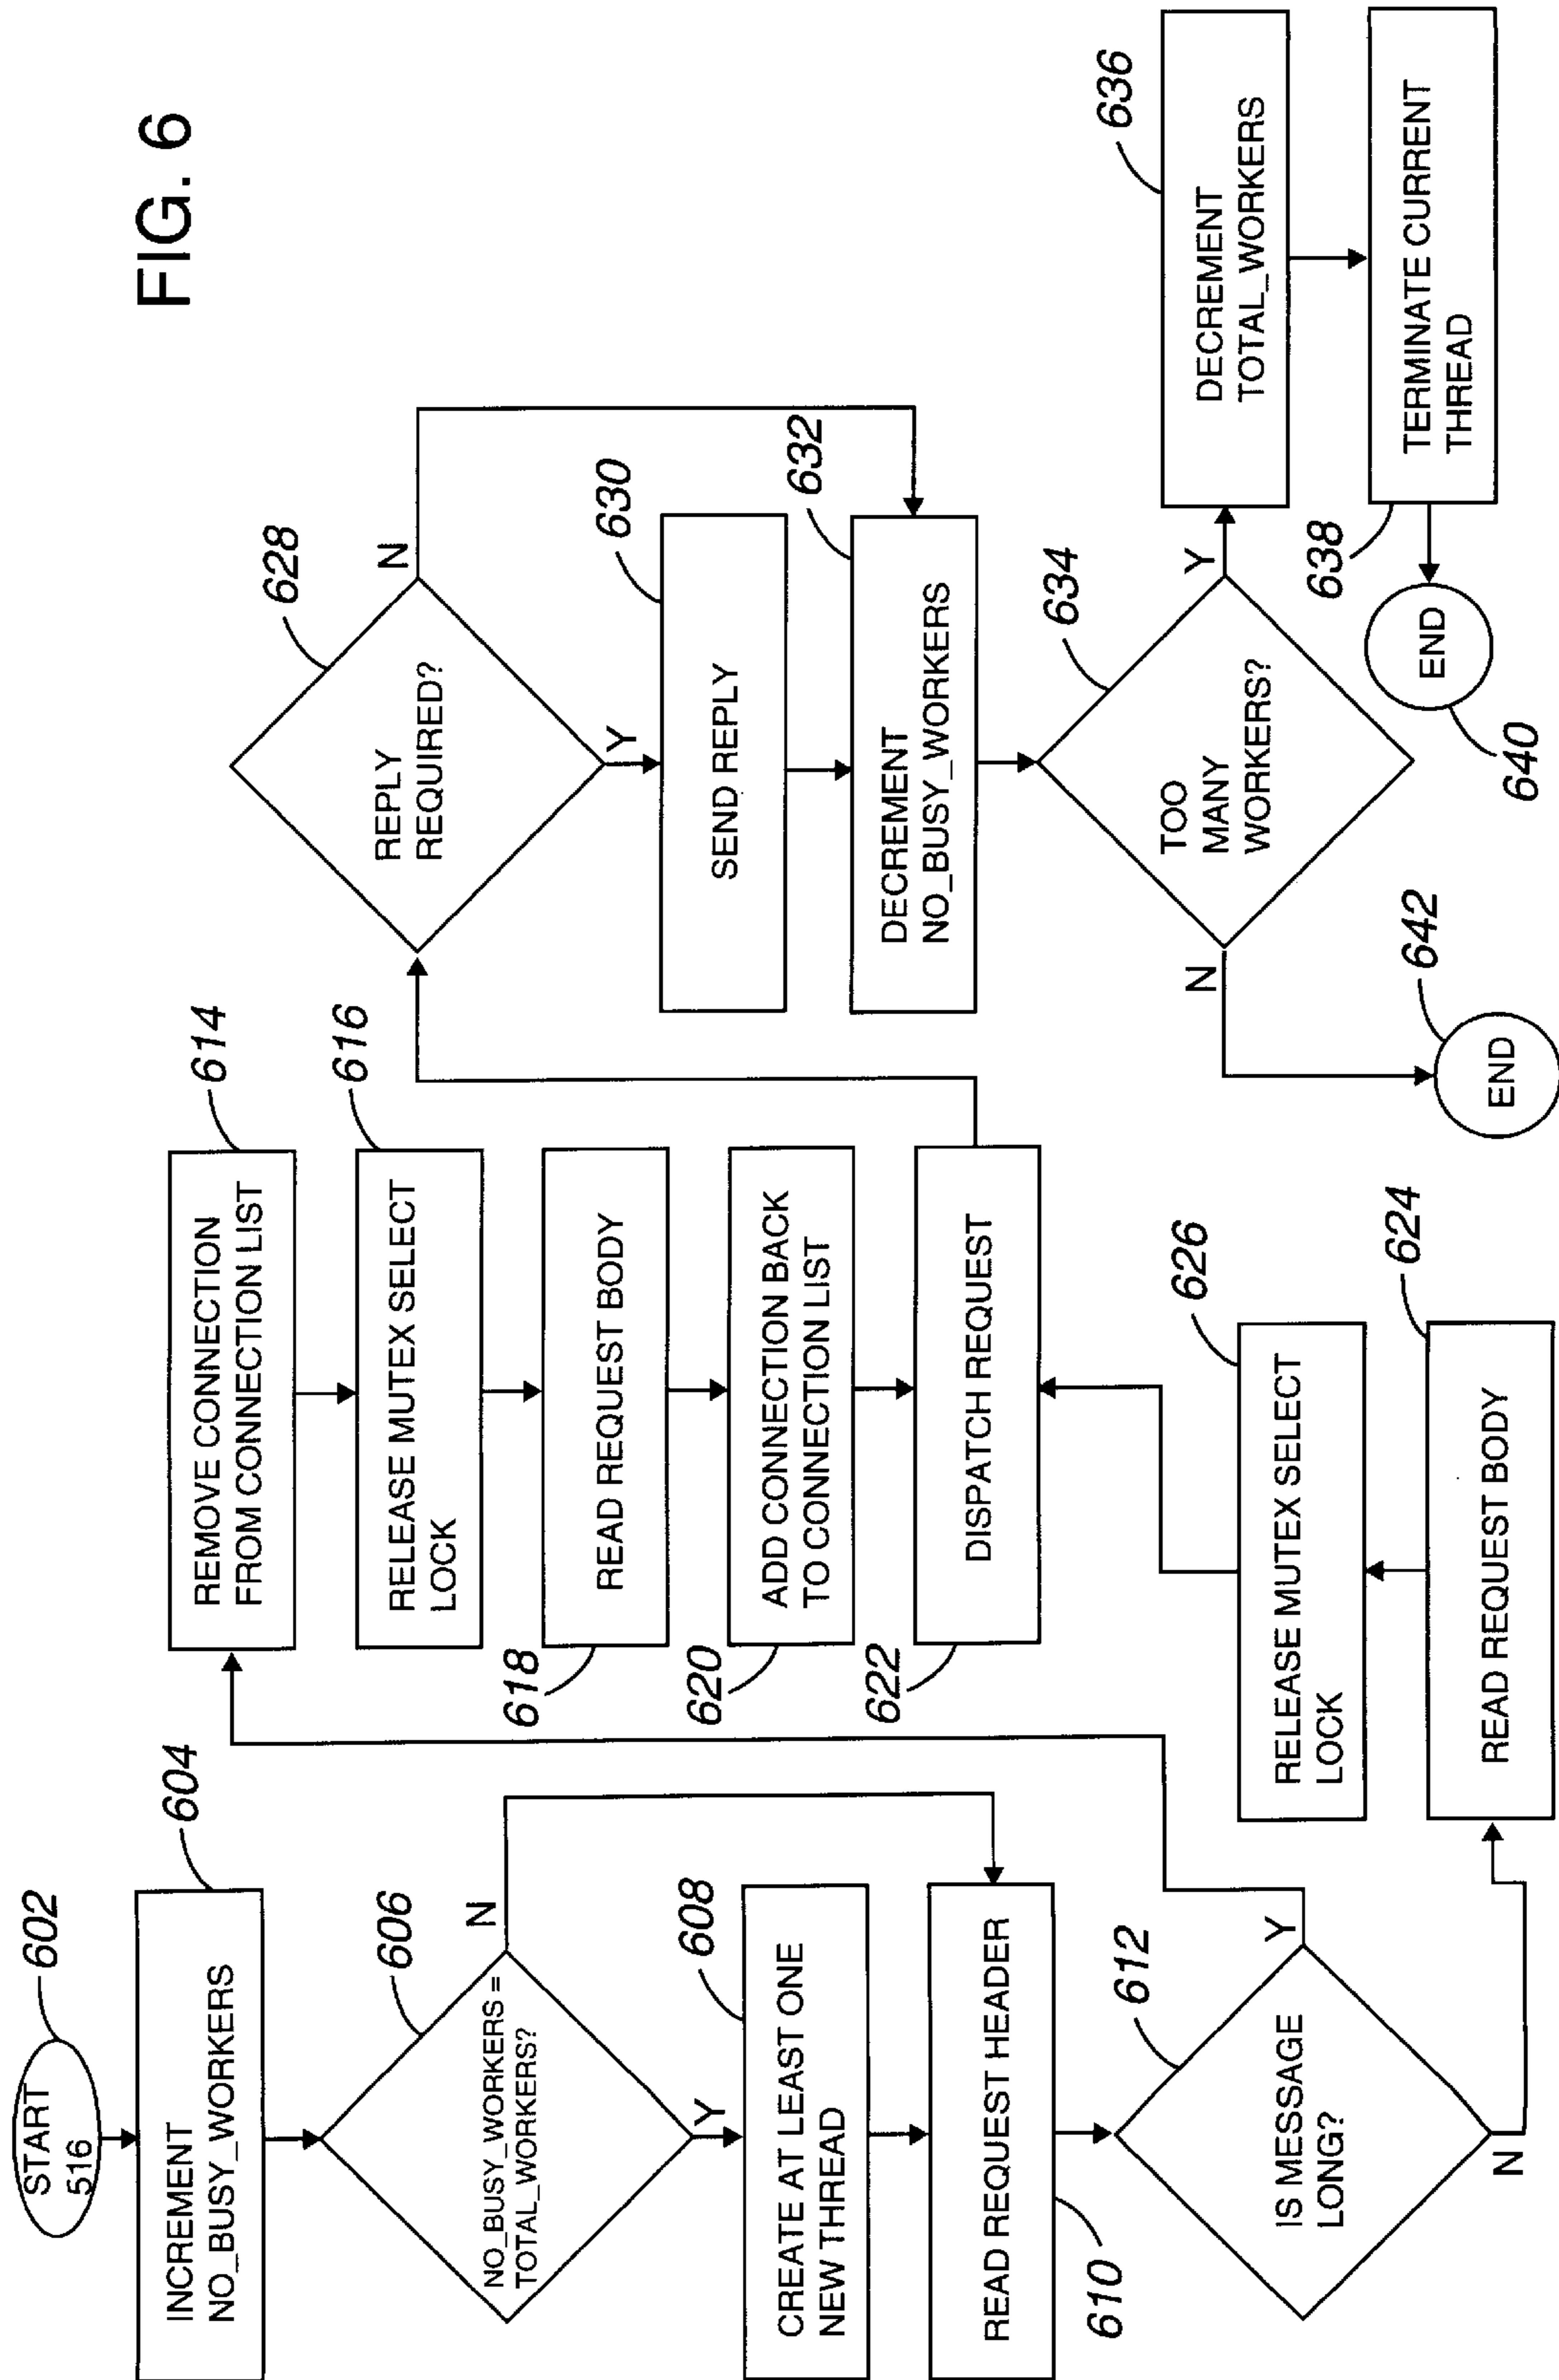 FIG. 6
START
516
602
INCREMENT
NO_BUSY_WORKERS
604
NO_BUSY_WORKERS =
TOTAL_WORKERS?
606
N
Y
CREATE AT LEAST ONE
NEW THREAD
608
READ REQUEST HEADER
610
IS MESSAGE
LONG?
612
Y
N
REMOVE CONNECTION
FROM CONNECTION LIST
614
RELEASE MUTEX SELECT
LOCK
616
READ REQUEST BODY
618
ADD CONNECTION BACK
TO CONNECTION LIST
620
DISPATCH REQUEST
622
RELEASE MUTEX SELECT
LOCK
626
READ REQUEST BODY
624
REPLY
REQUIRED?
628
N
Y
SEND REPLY
630
DECREMENT
NO_BUSY_WORKERS
632
TOO
MANY
WORKERS?
634
N
Y
END
642
DECREMENT
TOTAL_WORKERS
636
TERMINATE CURRENT
THREAD
638
END
640